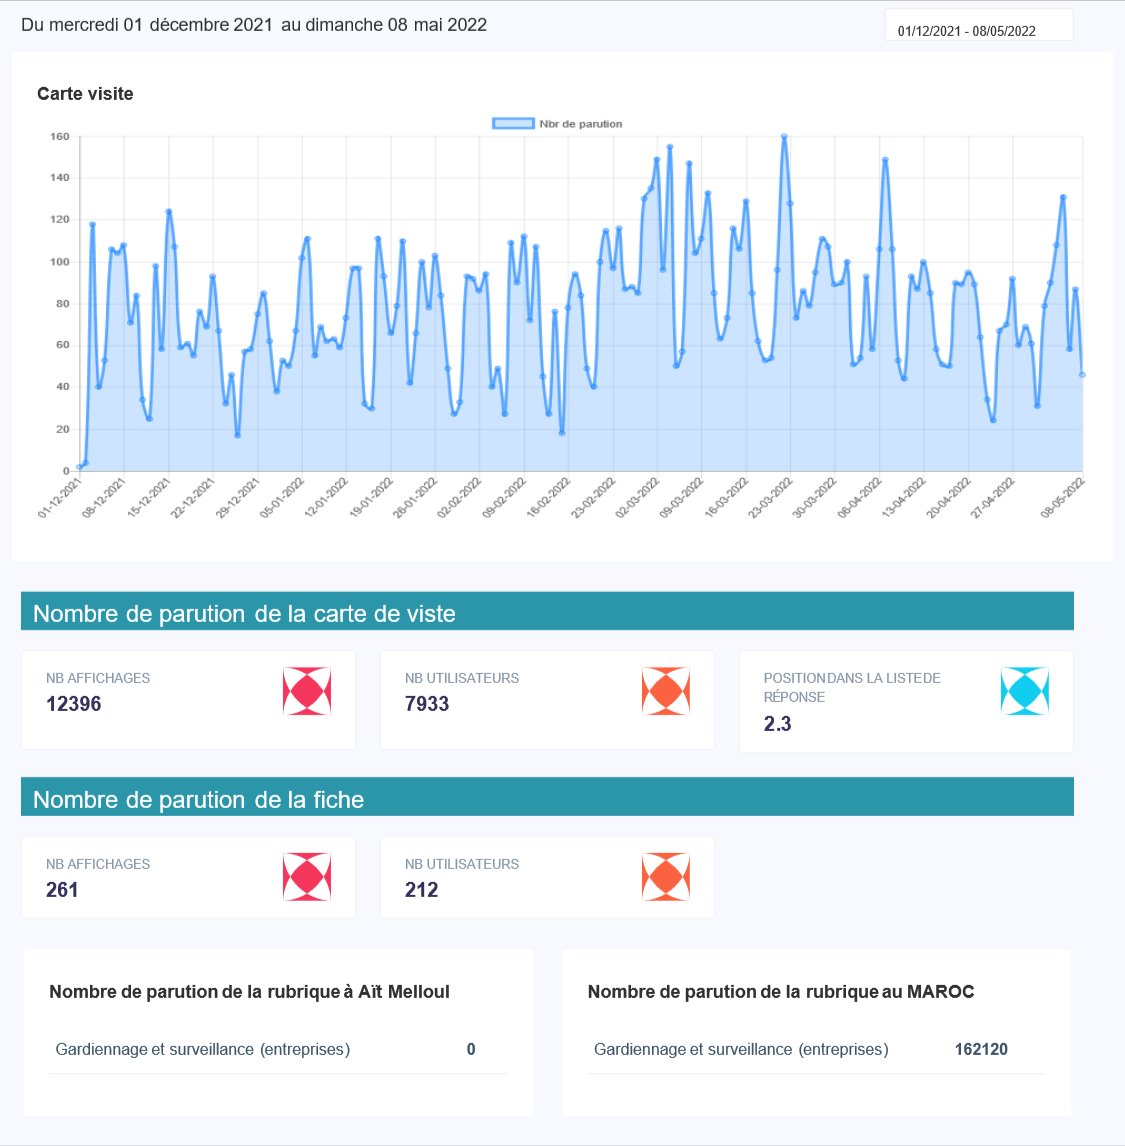 Du mercredi 01 décembre 2021 au dimanche 08 mai 2022
01/12/2021 - 08/05/2022
Carte visite
Nbr de parution
160
140
120
100
80
60
40
20
0
01-12-2021 08-12-2021 15-12-2021 22-12-2021 29-12-2021 05-01-2022 12-01-2022 19-01-2022 26-01-2022 02-02-2022 09-02-2022 16-02-2022 23-02-2022 02-03-2022 09-03-2022 16-03-2022 23-03-2022 30-03-2022 06-04-2022 13-04-2022 20-04-2022 27-04-2022 08-05-2022
Nombre de parution de la carte de viste
NB AFFICHAGES
12396
NB UTILISATEURS
7933
POSITION DANS LA LISTE DE
RÉPONSE
2.3
Nombre de parution de la fiche
NB AFFICHAGES
261
NB UTILISATEURS
212
Nombre de parution de la rubrique à Aït Melloul
Gardiennage et surveillance (entreprises) 0
Nombre de parution de la rubrique au MAROC
Gardiennage et surveillance (entreprises) 162120